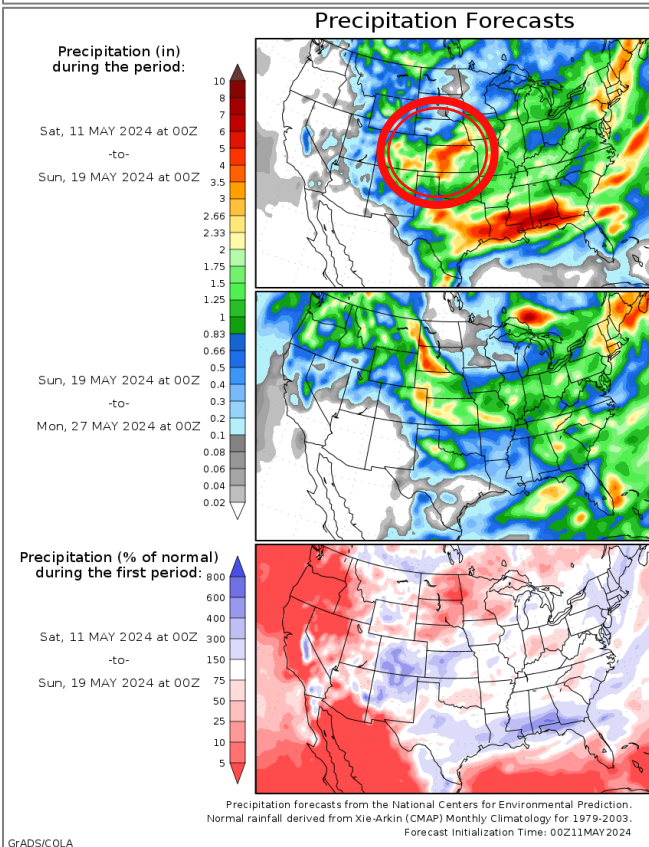 Precipitation Forecasts
Precipitation (in)
during the period:
Sat, 11 MAY 2024 at 00Z
-to-
Sun, 19 MAY 2024 at 00Z
10
8
7
6
5
4
3.5
3
2.66
2.33
2
1.75
1.5
1.25
1
0.83
0.66
0.5
0.4
0.3
0.2
0.1
0.08
0.06
0.04
0.02
Sun, 19 MAY 2024 at 00Z
-to-
Mon, 27 MAY 2024 at 00Z
Precipitation (% of normal)
during the first period:
800
600
400
300
150
75
50
25
10
5
Sat, 11 MAY 2024 at 00Z
-to-
Sun, 19 MAY 2024 at 00Z
Precipitation forecasts from the National Centers for Environmental Prediction.
Normal rainfall derived from Xie-Arkin (CMAP) Monthly Climatology for 1979-2003.
Forecast Initialization Time: 00Z11MAY2024
GrADS/COLA